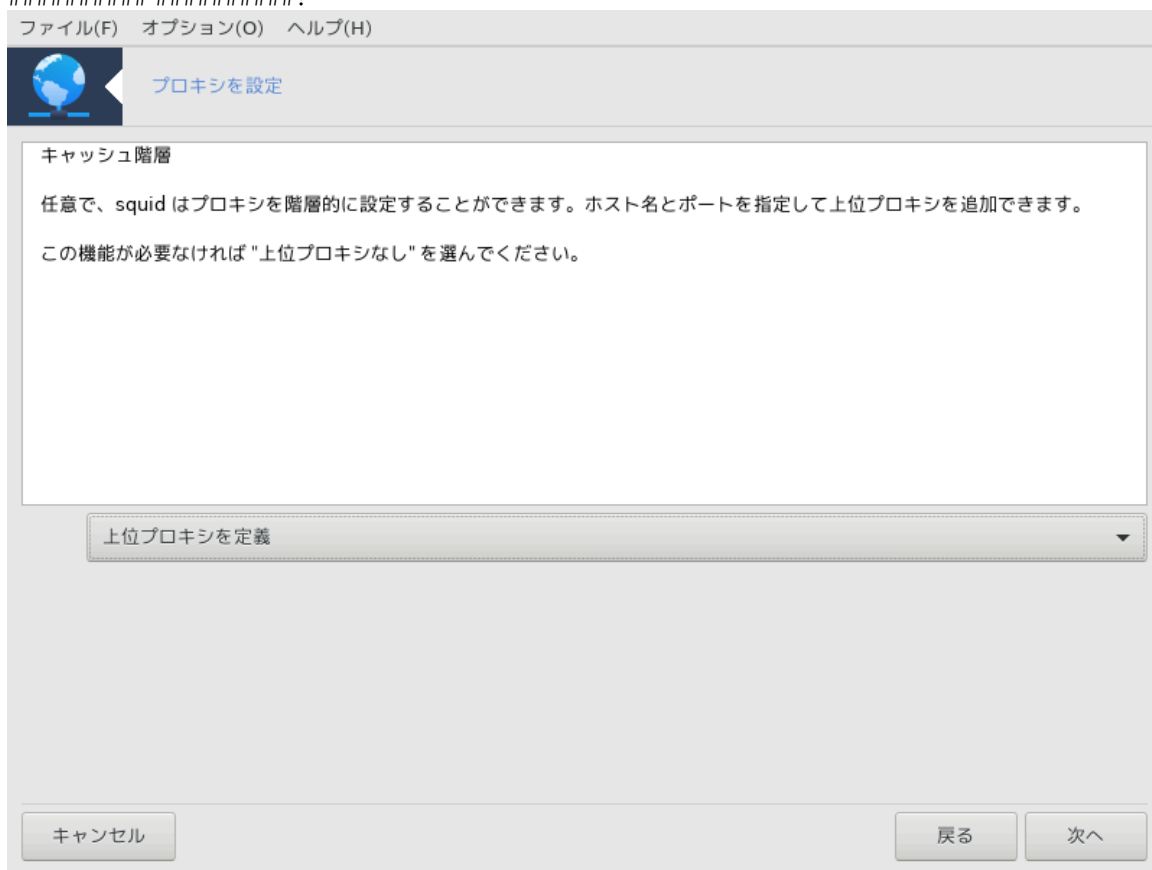 ファイル(F) オプション(O) ヘルプ(H)
プロキシを設定
キャッシュ階層
任意で、squid はプロキシを階層的に設定することができます。ホスト名とポートを指定して上位プロキシを追加できます。
この機能が必要なければ "上位プロキシなし" を選んでください。
上位プロキシを定義
キャンセル 戻る 次へ